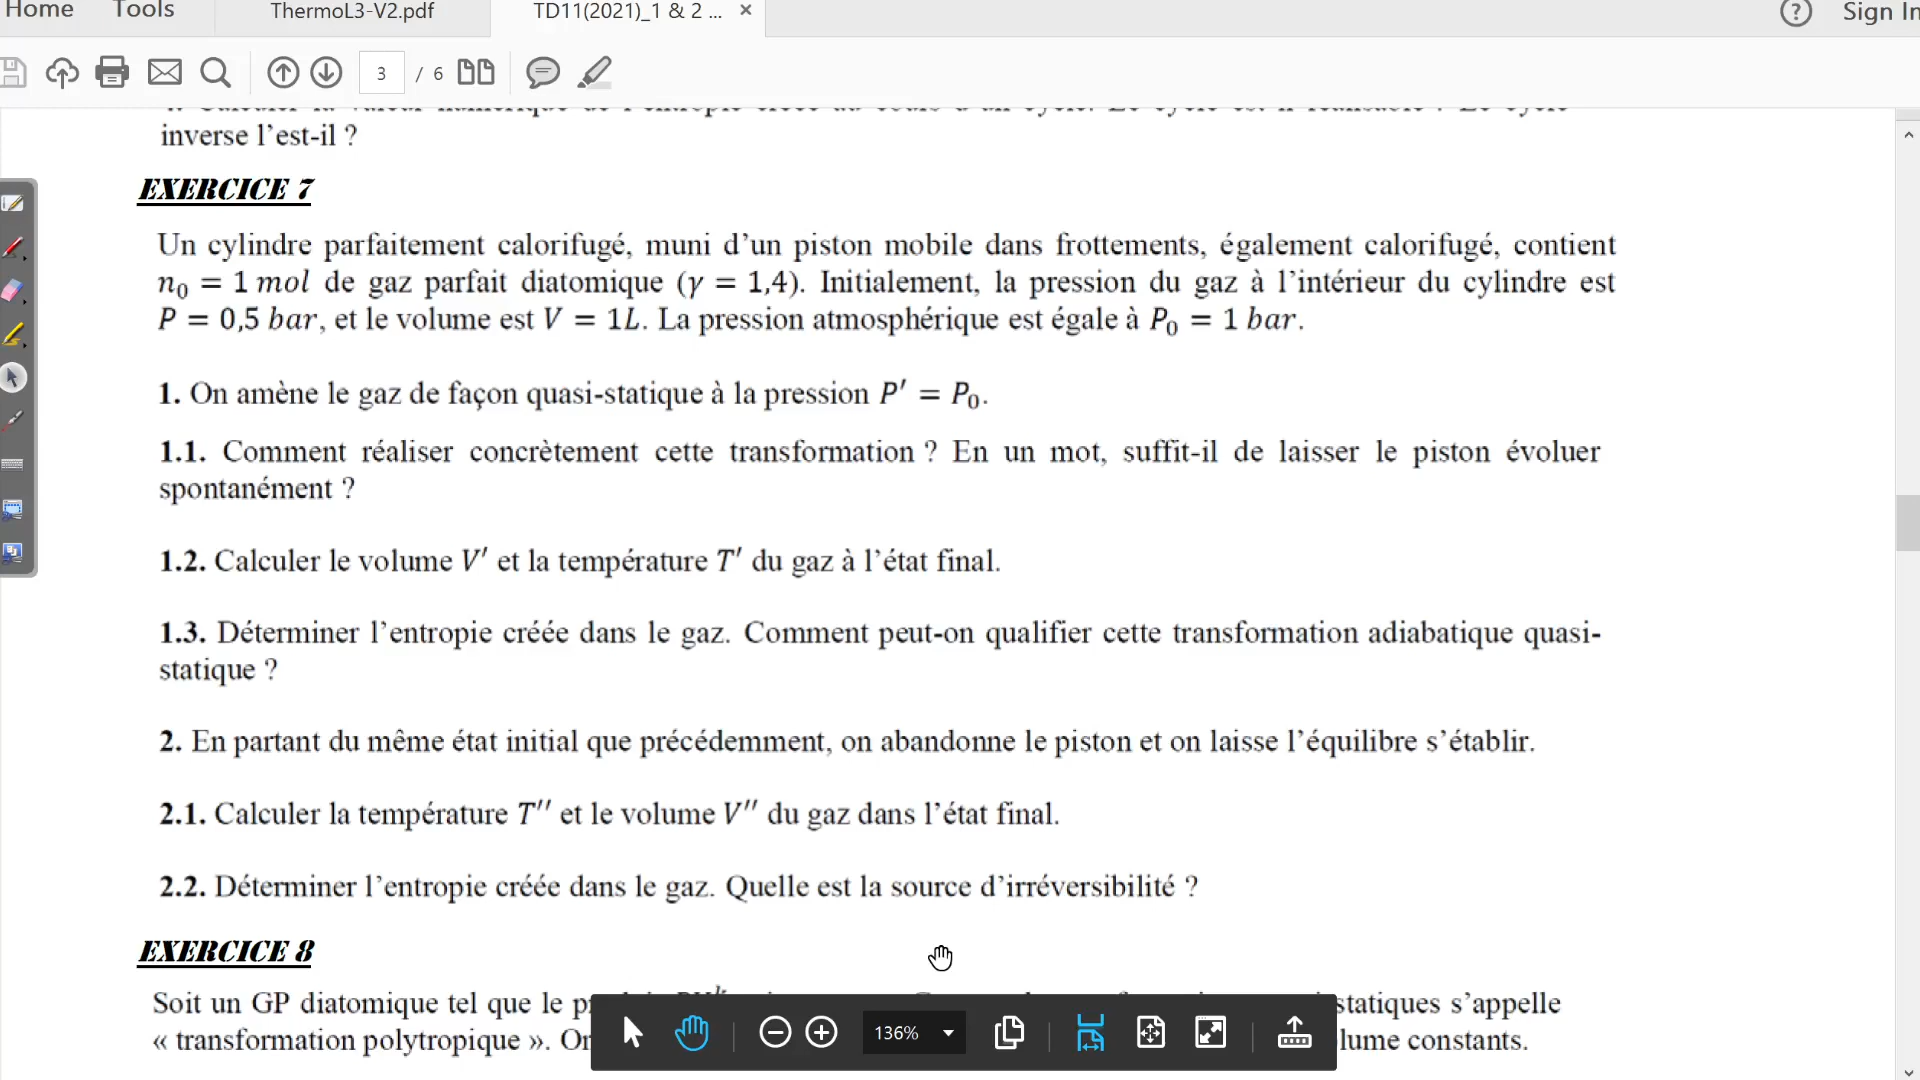 Home Tools ThermoL3-V2.pdf TD11(2021)_1 & 2 ... × ? Sign In
3 / 6
inverse l'est-il ?
EXERCICE 7
Un cylindre parfaitement calorifugé, muni d'un piston mobile dans frottements, également calorifugé, contient
n₀ = 1 mol de gaz parfait diatomique (γ = 1,4). Initialement, la pression du gaz à l'intérieur du cylindre est
P = 0,5 bar, et le volume est V = 1L. La pression atmosphérique est égale à P₀ = 1 bar.
1. On amène le gaz de façon quasi-statique à la pression P′ = P₀.
1.1. Comment réaliser concrètement cette transformation ? En un mot, suffit-il de laisser le piston évoluer
spontanément ?
1.2. Calculer le volume V′ et la température T′ du gaz à l'état final.
1.3. Déterminer l'entropie créée dans le gaz. Comment peut-on qualifier cette transformation adiabatique quasi-
statique ?
2. En partant du même état initial que précédemment, on abandonne le piston et on laisse l'équilibre s'établir.
2.1. Calculer la température T′′ et le volume V′′ du gaz dans l'état final.
2.2. Déterminer l'entropie créée dans le gaz. Quelle est la source d'irréversibilité ?
EXERCICE 8
Soit un GP diatomique tel que le statiques s'appelle
« transformation polytropique ». lume constants.
136%